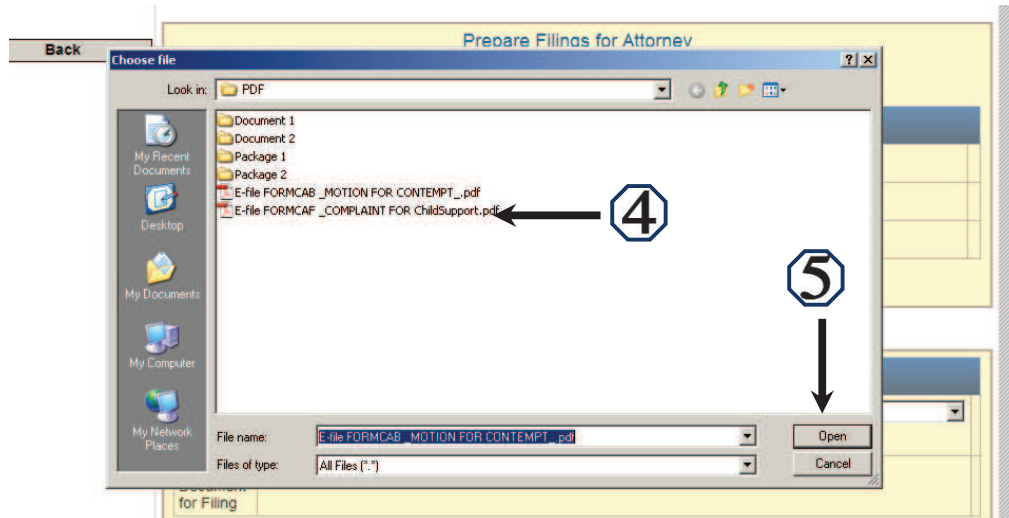 Prepare Filings for Attorney
Back
Choose file
Look in:
PDF
My Recent
Documents
Desktop
My Documents
My Computer
My Network
Places
Document 1
Document 2
Package 1
Package 2
E-file FORMCAB _MOTION FOR CONTEMPT_.pdf
E-file FORMCAF _COMPLAINT FOR ChildSupport.pdf
4
5
File name:
E-file FORMCAB _MOTION FOR CONTEMPT_.pdf
Open
Files of type:
All Files (*.*)
Cancel
for Filing